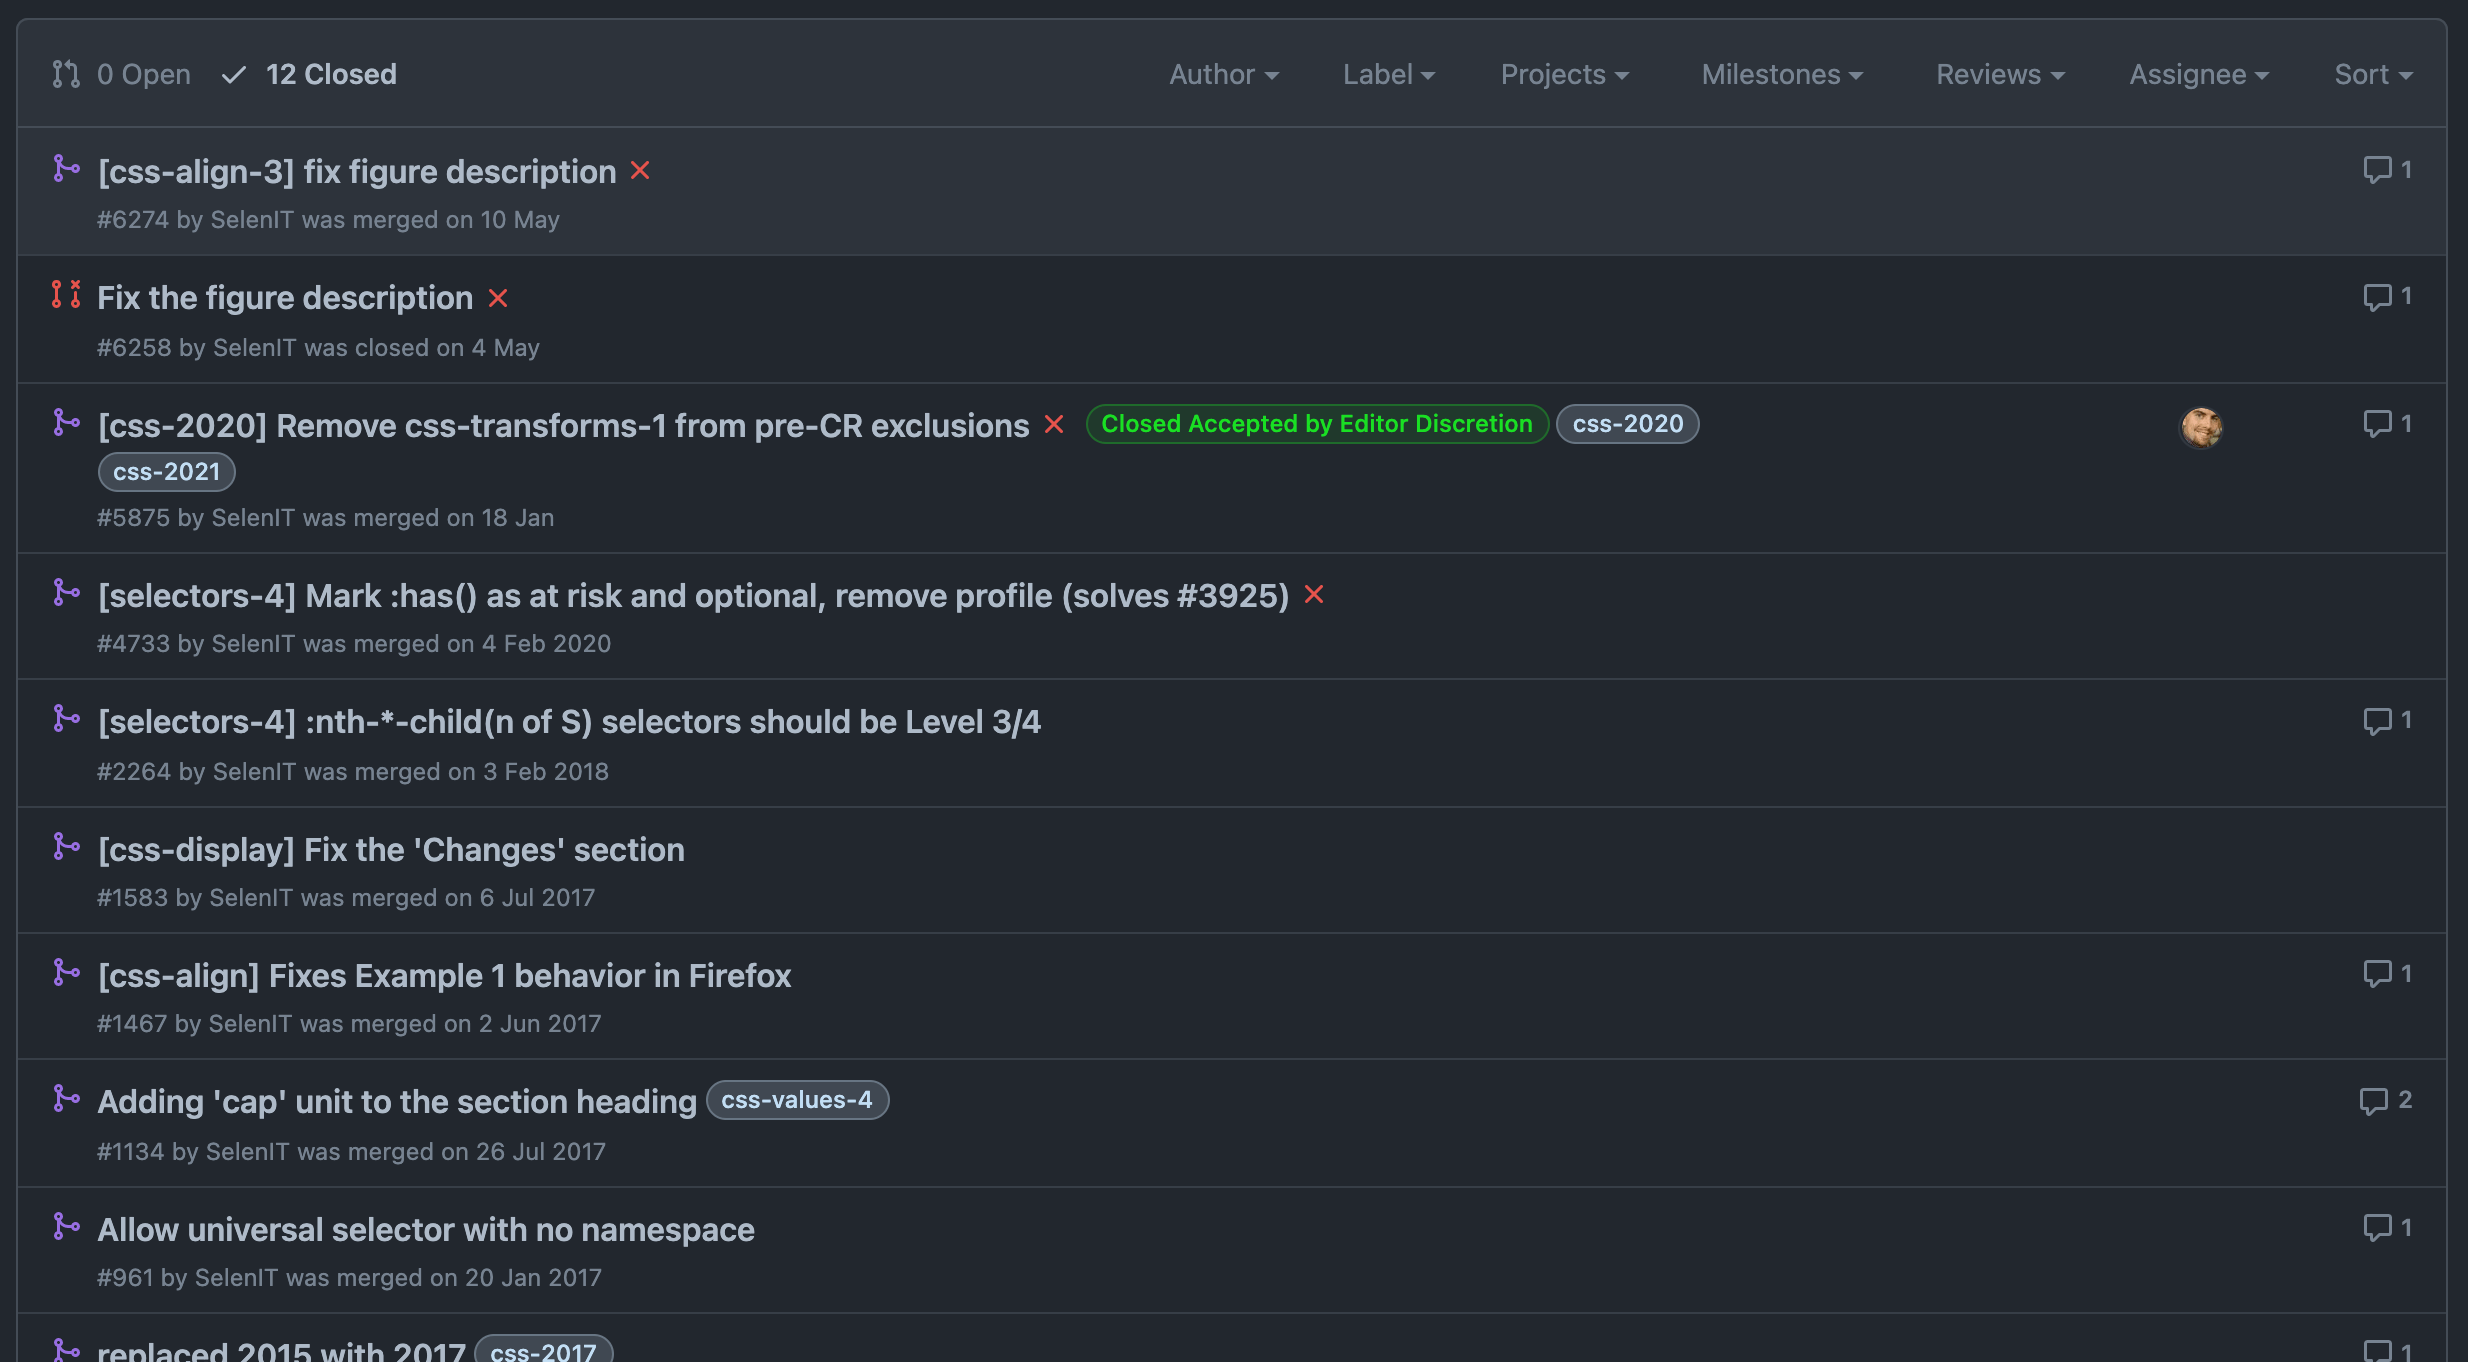 0 Open 12 Closed Author Label Projects Milestones Reviews Assignee Sort
[css-align-3] fix figure description 1
#6274 by SelenIT was merged on 10 May
Fix the figure description 1
#6258 by SelenIT was closed on 4 May
[css-2020] Remove css-transforms-1 from pre-CR exclusions Closed Accepted by Editor Discretion css-2020 1
css-2021
#5875 by SelenIT was merged on 18 Jan
[selectors-4] Mark :has() as at risk and optional, remove profile (solves #3925)
#4733 by SelenIT was merged on 4 Feb 2020
[selectors-4] :nth-*-child(n of S) selectors should be Level 3/4 1
#2264 by SelenIT was merged on 3 Feb 2018
[css-display] Fix the 'Changes' section
#1583 by SelenIT was merged on 6 Jul 2017
[css-align] Fixes Example 1 behavior in Firefox 1
#1467 by SelenIT was merged on 2 Jun 2017
Adding 'cap' unit to the section heading css-values-4 2
#1134 by SelenIT was merged on 26 Jul 2017
Allow universal selector with no namespace 1
#961 by SelenIT was merged on 20 Jan 2017
replaced 2015 with 2017 css-2017 1